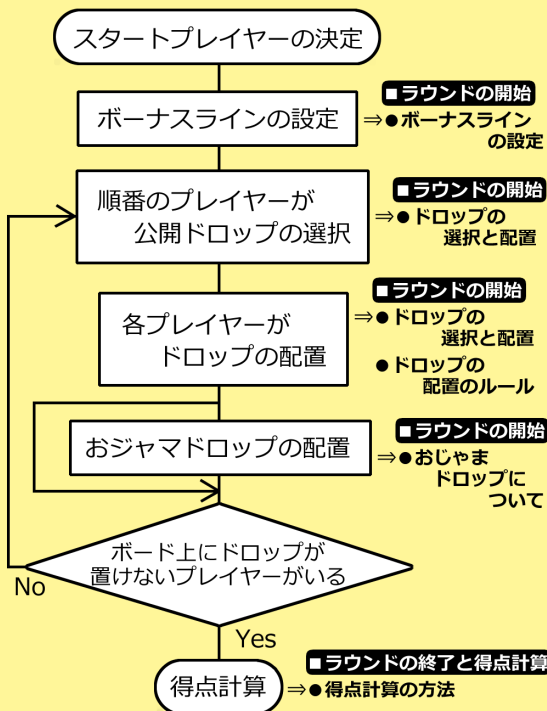 スタートプレイヤーの決定
ボーナスラインの設定
■ラウンドの開始
⇒●ボーナスライン
の設定
順番のプレイヤーが
公開ドロップの選択
■ラウンドの開始
⇒●ドロップの
選択と配置
各プレイヤーが
ドロップの配置
■ラウンドの開始
⇒●ドロップの
選択と配置
●ドロップの
配置のルール
おジャマドロップの配置
■ラウンドの開始
⇒●おじゃま
ドロップに
ついて
ボード上にドロップが
置けないプレイヤーがいる
No
Yes
得点計算
■ラウンドの終了と得点計算
⇒●得点計算の方法